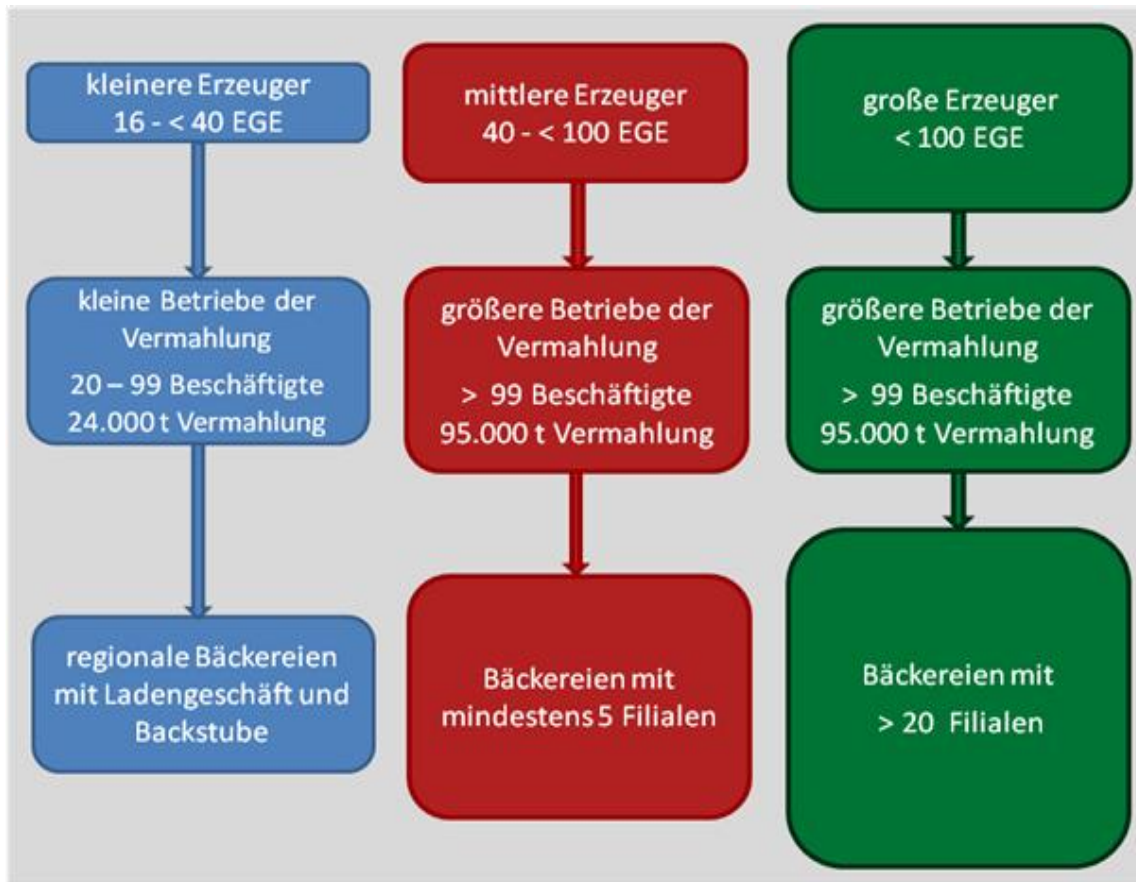 kleinere Erzeuger
16 - < 40 EGE
kleine Betriebe der
Vermahlung
20 – 99 Beschäftigte
24.000 t Vermahlung
regionale Bäckereien
mit Ladengeschäft und
Backstube
mittlere Erzeuger
40 - < 100 EGE
größere Betriebe der
Vermahlung
> 99 Beschäftigte
95.000 t Vermahlung
Bäckereien mit
mindestens 5 Filialen
große Erzeuger
< 100 EGE
größere Betriebe der
Vermahlung
> 99 Beschäftigte
95.000 t Vermahlung
Bäckereien mit
> 20 Filialen